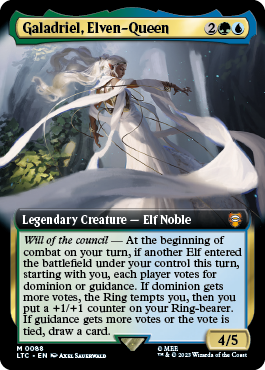 Galadriel, Elven-Queen 2
Legendary Creature — Elf Noble
Will of the council — At the beginning of
combat on your turn, if another Elf entered
the battlefield under your control this turn,
starting with you, each player votes for
dominion or guidance. If dominion gets
more votes, the Ring tempts you, then you
put a +1/+1 counter on your Ring-bearer.
If guidance gets more votes or the vote is
tied, draw a card.
4/5
M 0088
LTC • EN AXEL SAUERWALD
© MEE
™ & © 2023 Wizards of the Coast